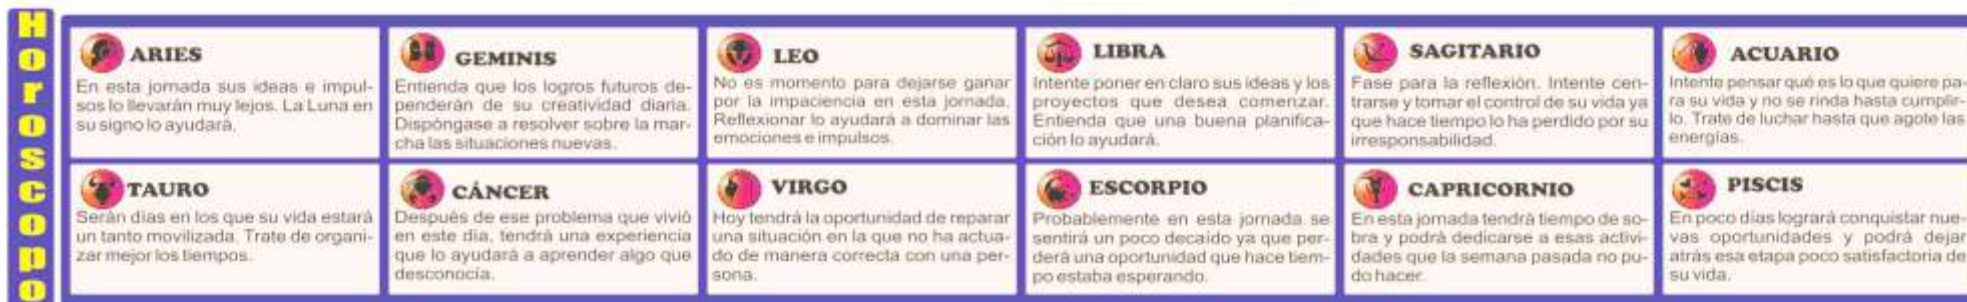 Horóscopo
ARIES
En esta jornada sus ideas e impul-
sos lo llevarán muy lejos. La Luna en
su signo lo ayudará.
GEMINIS
Entienda que los logros futuros de-
penderán de su creatividad diaria.
Dispóngase a resolver sobre la mar-
cha las situaciones nuevas.
LEO
No es momento para dejarse ganar
por la impaciencia en esta jornada.
Reflexionar lo ayudará a dominar las
emociones e impulsos.
LIBRA
Intente poner en claro sus ideas y los
proyectos que desea comenzar.
Entienda que una buena planifica-
ción lo ayudará.
SAGITARIO
Fase para la reflexión. Intente cen-
trarse y tomar el control de su vida ya
que hace tiempo lo ha perdido por su
irresponsabilidad.
ACUARIO
Intente pensar qué es lo que quiere pa-
ra su vida y no se rinda hasta cumplir-
lo. Trate de luchar hasta que agote las
energías.
TAURO
Serán días en los que su vida estará
un tanto movilizada. Trate de organi-
zar mejor los tiempos.
CÁNCER
Después de ese problema que vivió
en este día, tendrá una experiencia
que lo ayudará a aprender algo que
desconocía.
VIRGO
Hoy tendrá la oportunidad de reparar
una situación en la que no ha actua-
do de manera correcta con una per-
sona.
ESCORPIO
Probablemente en esta jornada se
sentirá un poco decaído ya que per-
derá una oportunidad que hace tiem-
po estaba esperando.
CAPRICORNIO
En esta jornada tendrá tiempo de so-
bra y podrá dedicarse a esas activi-
dades que la semana pasada no pu-
do hacer.
PISCIS
En poco días logrará conquistar nue-
vas oportunidades y podrá dejar
atrás esa etapa poco satisfactoria de
su vida.